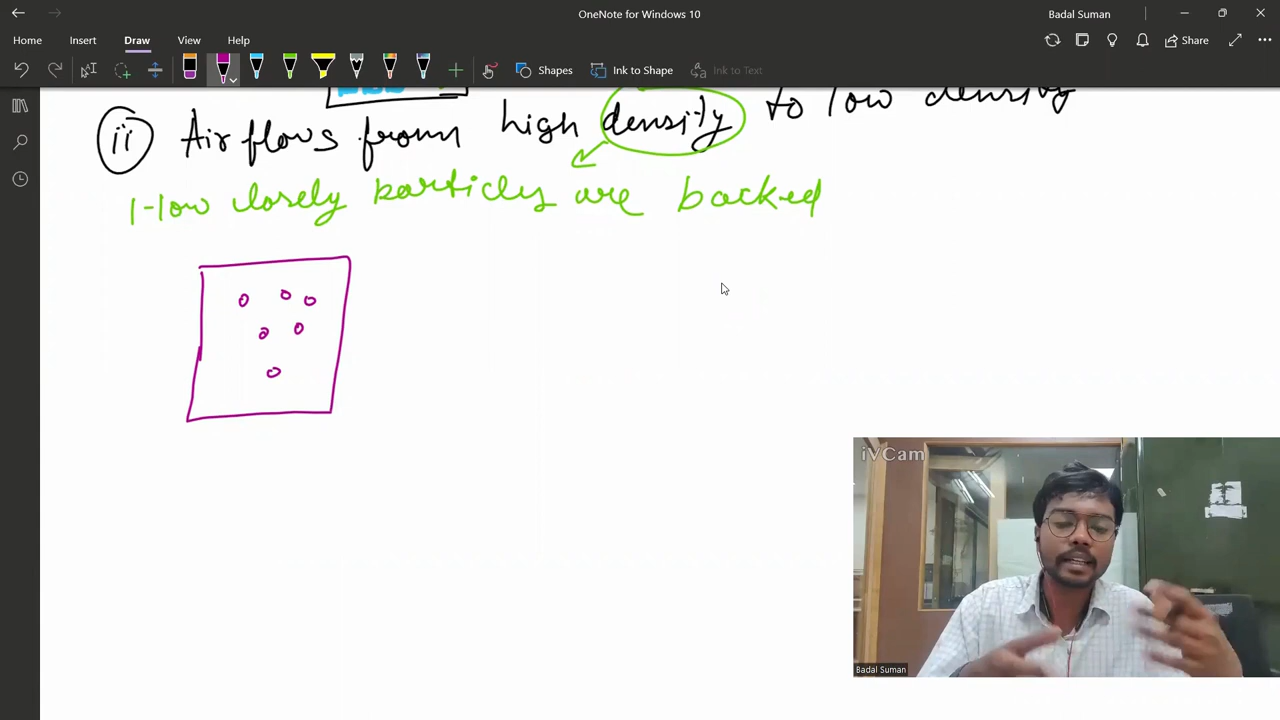 OneNote for Windows 10
Badal Suman
Home Insert Draw View Help
Share
Shapes
Ink to Shape
Ink to Text
(ii) Air flows from high density to low density
How closely particles are backed
iVCam
Badal Suman